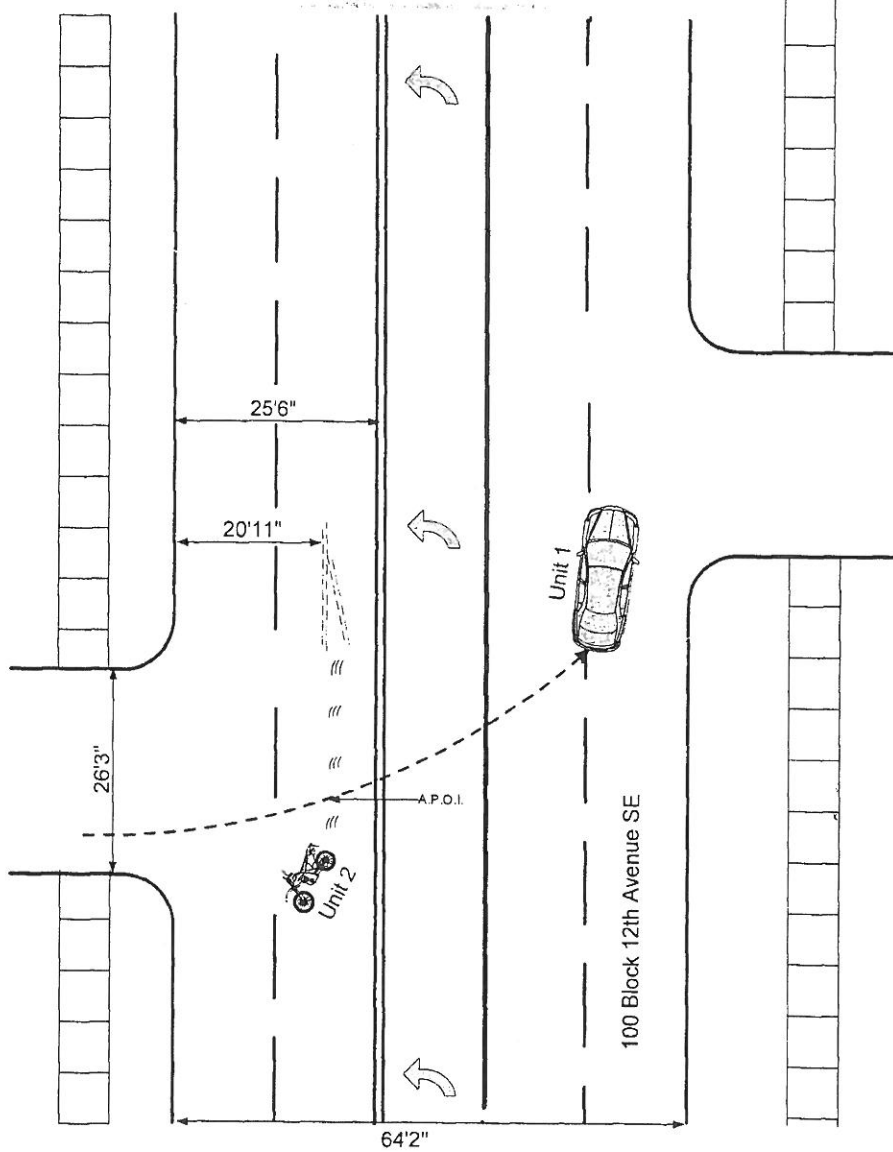 25'6"
20'11"
Unit 1
26'3"
A.P.O.I.
Unit 2
100 Block 12th Avenue SE
64'2"